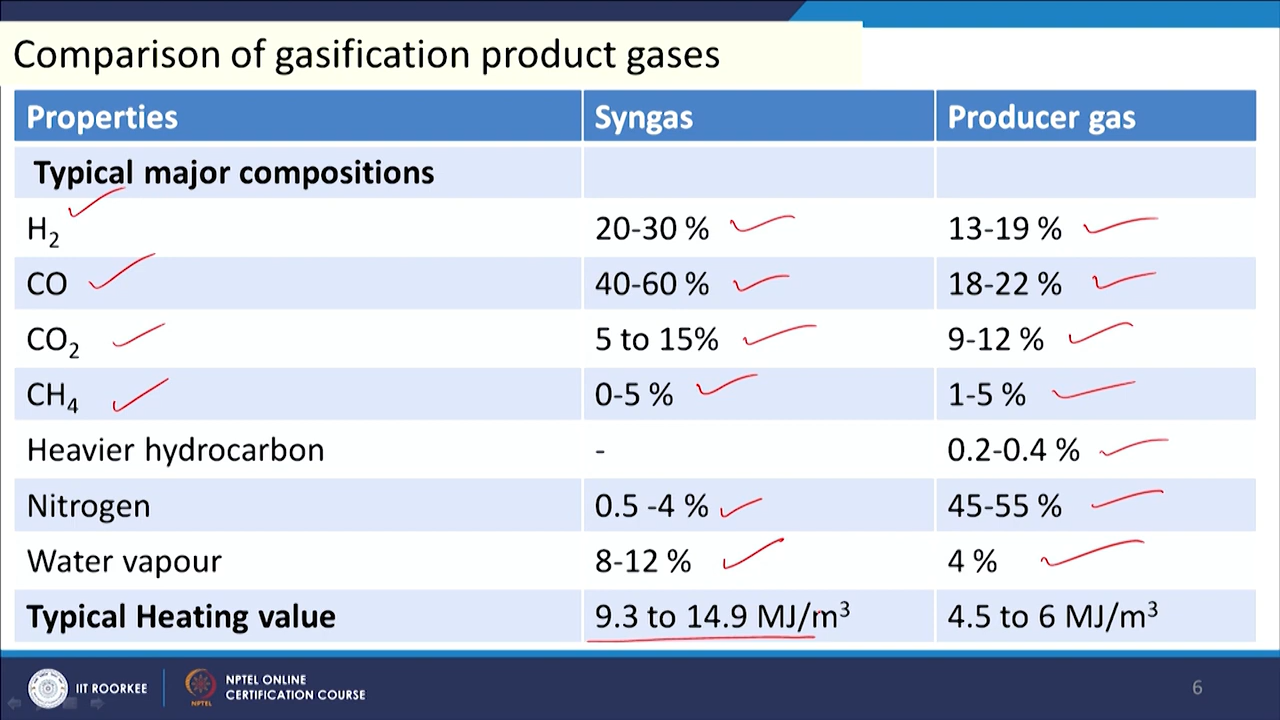 Comparison of gasification product gases
Properties Syngas Producer gas
Typical major compositions
H₂ 20-30 % 13-19 %
CO 40-60 % 18-22 %
CO₂ 5 to 15% 9-12 %
CH₄ 0-5 % 1-5 %
Heavier hydrocarbon - 0.2-0.4 %
Nitrogen 0.5 -4 % 45-55 %
Water vapour 8-12 % 4 %
Typical Heating value 9.3 to 14.9 MJ/m³ 4.5 to 6 MJ/m³
IIT ROORKEE
NPTEL
NPTEL ONLINE
CERTIFICATION COURSE
6